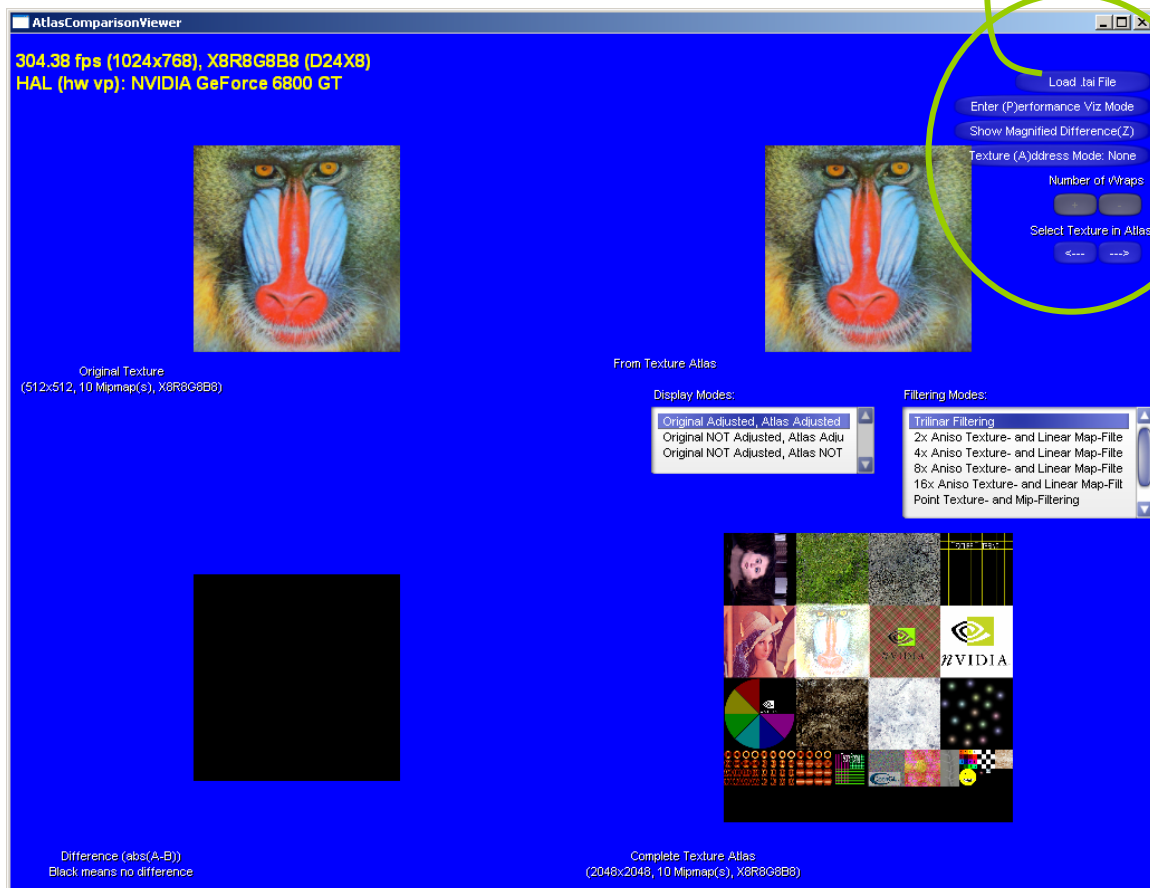 AtlasComparisonViewer
304.38 fps (1024x768), X8R8G8B8 (D24X8)
HAL (hw vp): NVIDIA GeForce 6800 GT
Load .tai File
Enter (P)erformance Viz Mode
Show Magnified Difference(Z)
Texture (A)ddress Mode: None
Number of Wraps
+ -
Select Texture in Atlas
<--- --->
Original Texture
(512x512, 10 Mipmap(s), X8R8G8B8)
From Texture Atlas
Display Modes:
Original Adjusted, Atlas Adjusted
Original NOT Adjusted, Atlas Adju
Original NOT Adjusted, Atlas NOT
Filtering Modes:
Trilinar Filtering
2x Aniso Texture- and Linear Map-Filte
4x Aniso Texture- and Linear Map-Filte
8x Aniso Texture- and Linear Map-Filte
16x Aniso Texture- and Linear Map-Filt
Point Texture- and Mip-Filtering
nVIDIA
nVIDIA.
Difference (abs(A-B))
Black means no difference
Complete Texture Atlas
(2048x2048, 10 Mipmap(s), X8R8G8B8)